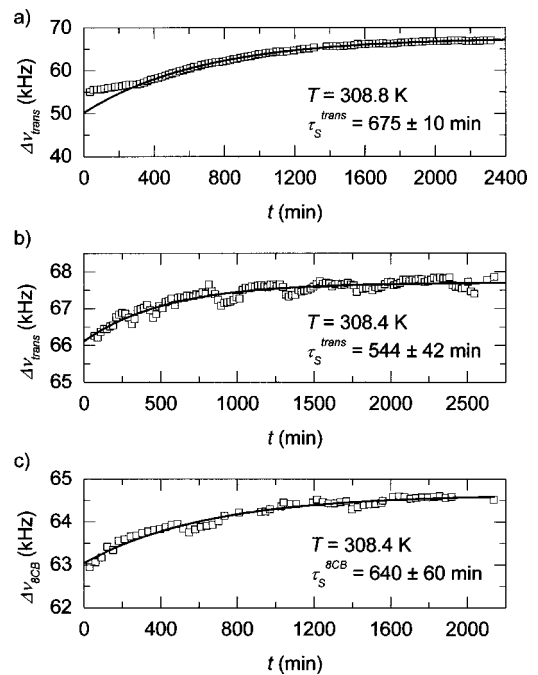 a)
70
60
50
40
Δν_trans (kHz)
T = 308.8 K
τ_S^trans = 675 ± 10 min
0 400 800 1200 1600 2000 2400
t (min)
b)
68
67
66
65
Δν_trans (kHz)
T = 308.4 K
τ_S^trans = 544 ± 42 min
0 500 1000 1500 2000 2500
t (min)
c)
65
64
63
62
Δν_8CB (kHz)
T = 308.4 K
τ_S^8CB = 640 ± 60 min
0 400 800 1200 1600 2000
t (min)